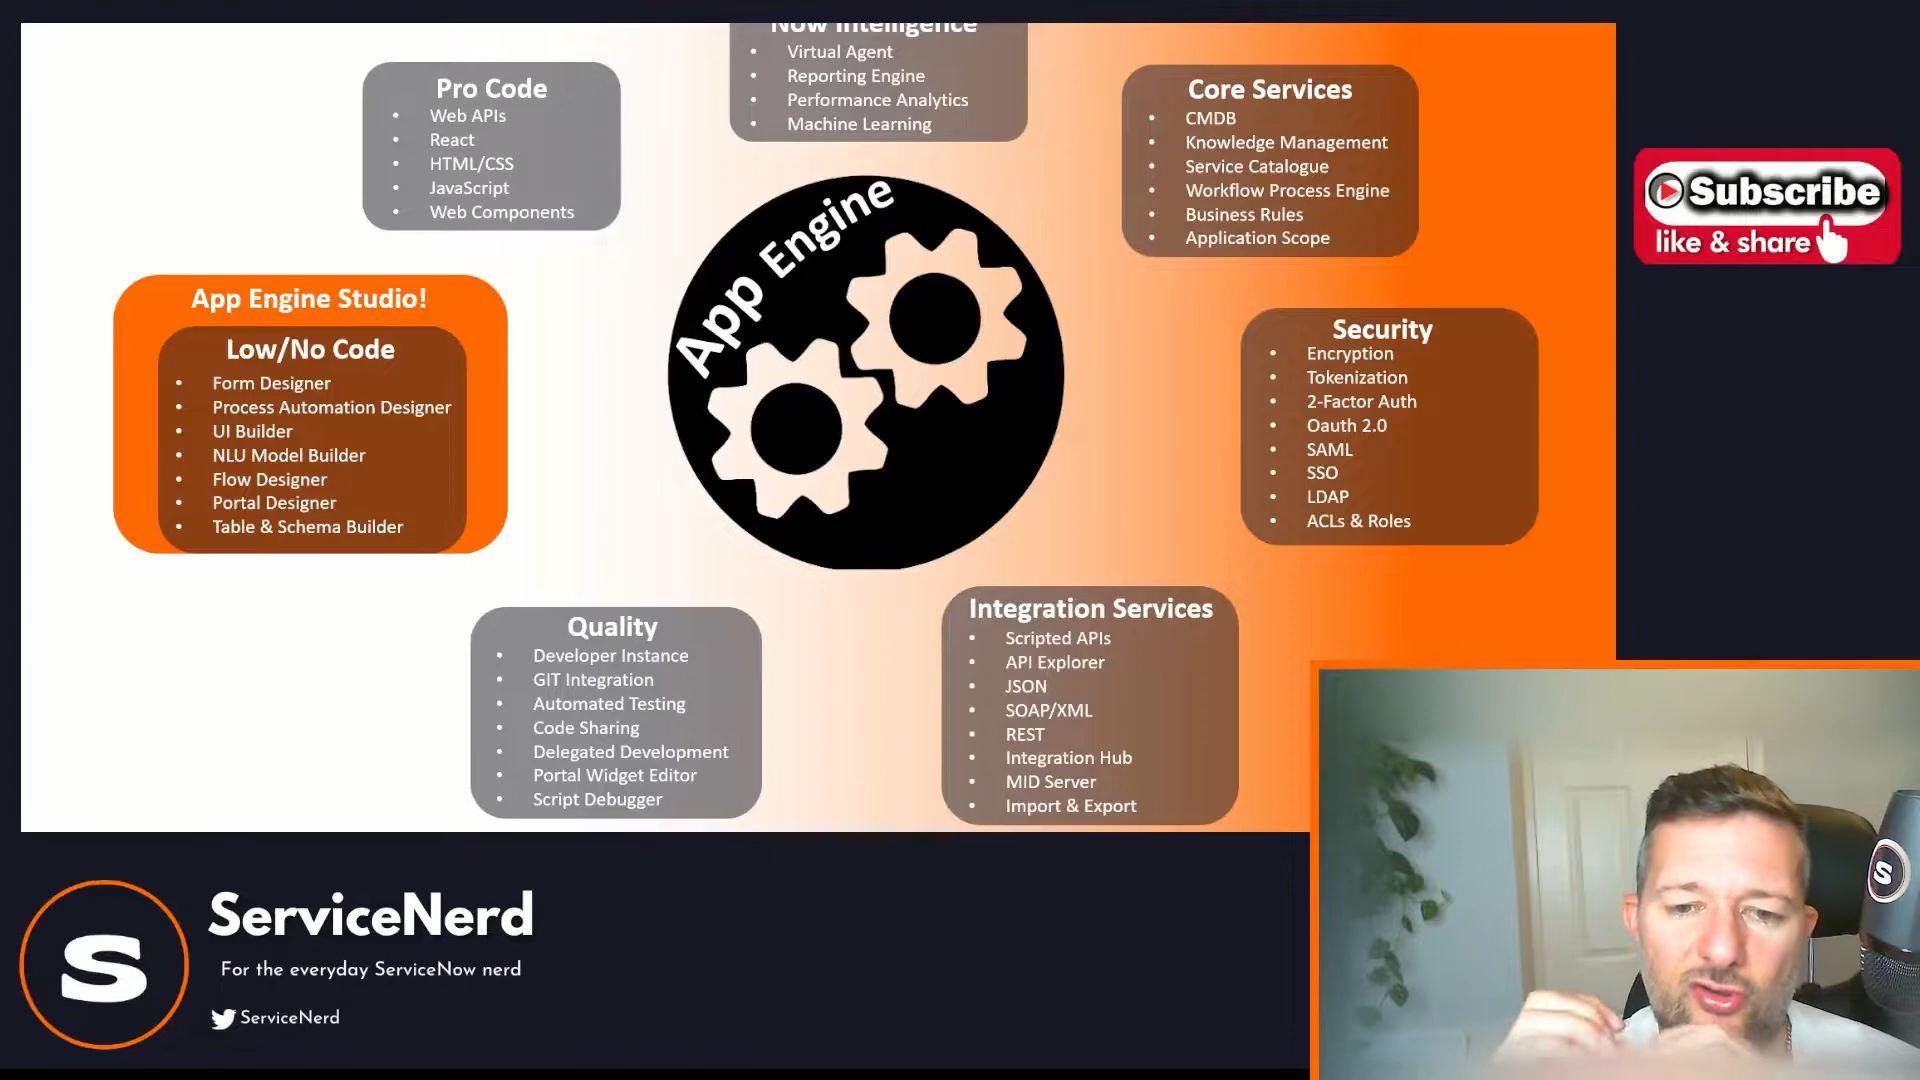 Now Intelligence
• Virtual Agent
• Reporting Engine
• Performance Analytics
• Machine Learning
Pro Code
• Web APIs
• React
• HTML/CSS
• JavaScript
• Web Components
Core Services
• CMDB
• Knowledge Management
• Service Catalogue
• Workflow Process Engine
• Business Rules
• Application Scope
Subscribe
like & share
App Engine
App Engine Studio!
Low/No Code
• Form Designer
• Process Automation Designer
• UI Builder
• NLU Model Builder
• Flow Designer
• Portal Designer
• Table & Schema Builder
Security
• Encryption
• Tokenization
• 2-Factor Auth
• Oauth 2.0
• SAML
• SSO
• LDAP
• ACLs & Roles
Quality
• Developer Instance
• GIT Integration
• Automated Testing
• Code Sharing
• Delegated Development
• Portal Widget Editor
• Script Debugger
Integration Services
• Scripted APIs
• API Explorer
• JSON
• SOAP/XML
• REST
• Integration Hub
• MID Server
• Import & Export
S
ServiceNerd
For the everyday ServiceNow nerd
ServiceNerd
S